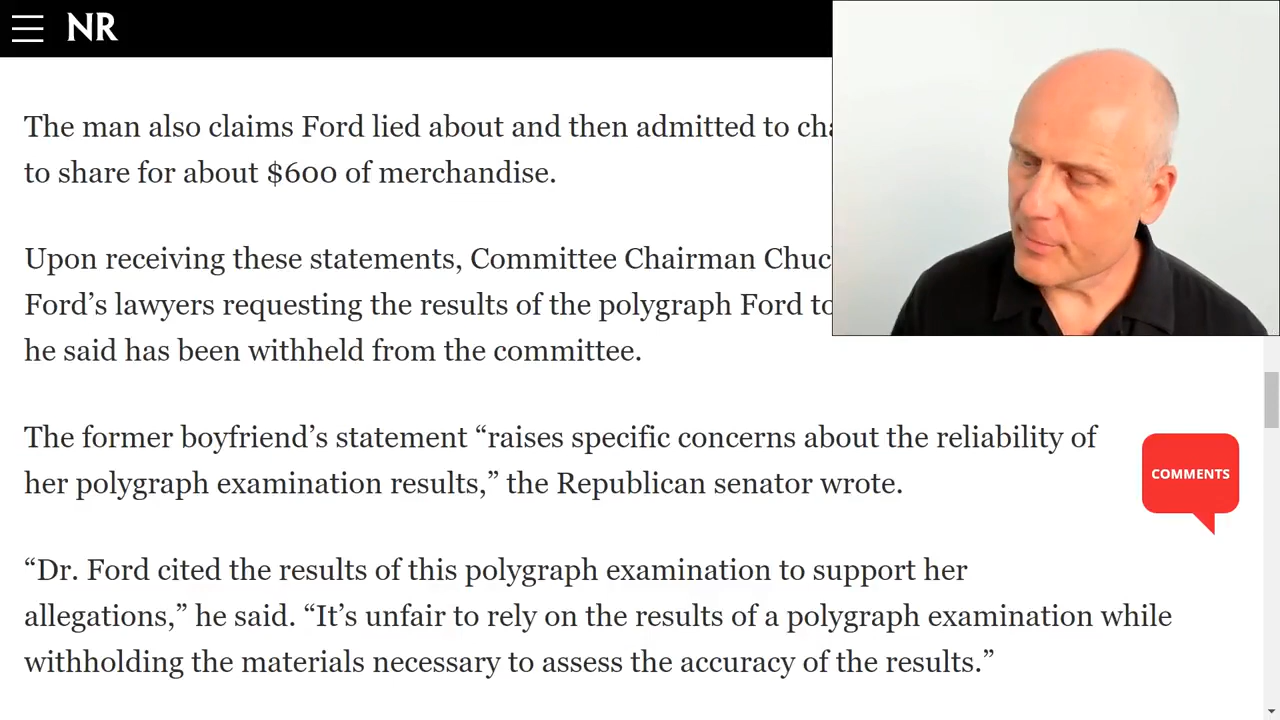 NR
The man also claims Ford lied about and then admitted to
to share for about $600 of merchandise.
Upon receiving these statements, Committee Chairman
Ford’s lawyers requesting the results of the polygraph Ford
he said has been withheld from the committee.
The former boyfriend’s statement “raises specific concerns about the reliability of
her polygraph examination results,” the Republican senator wrote.
COMMENTS
“Dr. Ford cited the results of this polygraph examination to support her
allegations,” he said. “It’s unfair to rely on the results of a polygraph examination while
withholding the materials necessary to assess the accuracy of the results.”